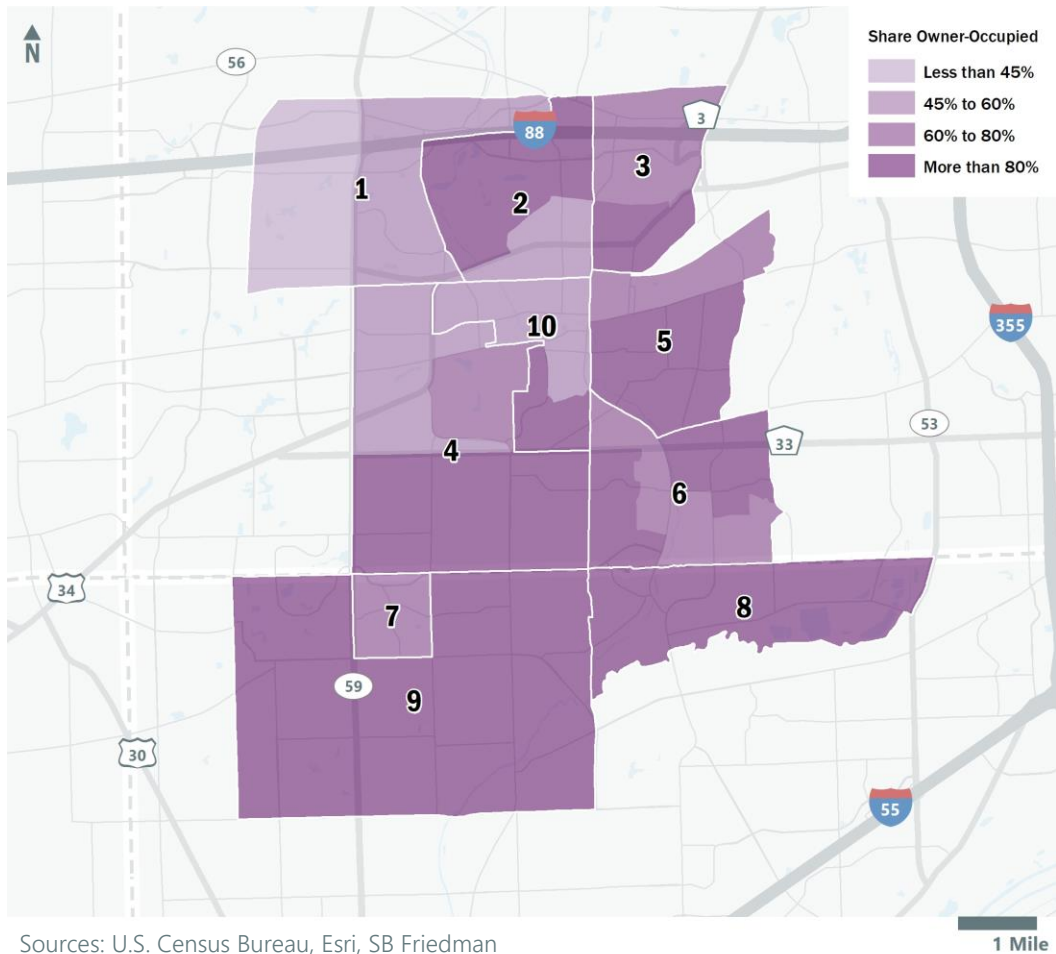 N
56
Share Owner-Occupied
Less than 45%
45% to 60%
60% to 80%
More than 80%
3
88
3
1
2
10
5
355
53
33
4
6
34
7
8
59
9
30
55
Sources: U.S. Census Bureau, Esri, SB Friedman
1 Mile